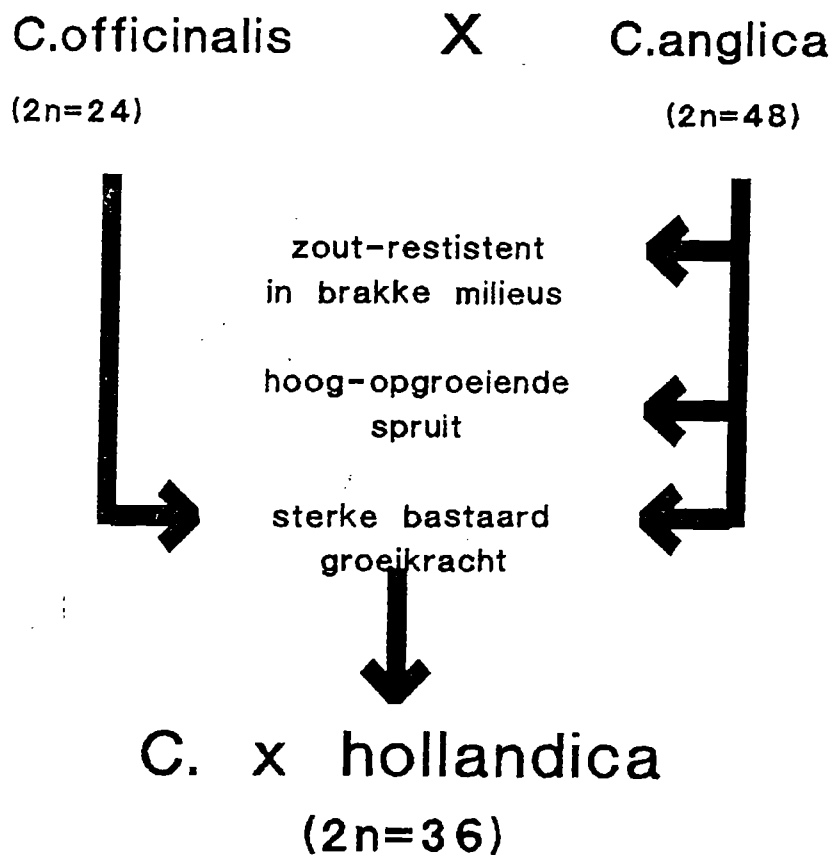 C.officinalis X C.anglica
(2n=24) (2n=48)
zout-restistent
in brakke milieus
hoog-opgroeiende
spruit
sterke bastaard
groeikracht
C. x hollandica
(2n=36)